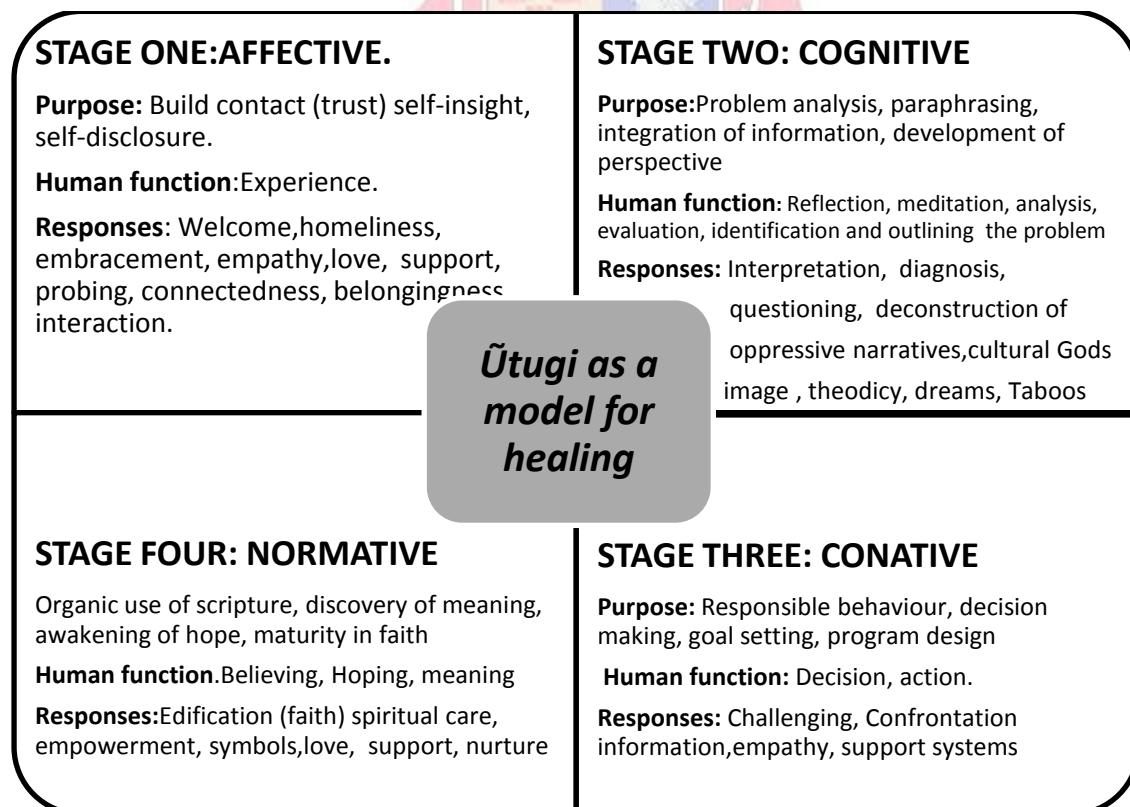 STAGE ONE:AFFECTIVE.
Purpose: Build contact (trust) self-insight,
self-disclosure.
Human function:Experience.
Responses: Welcome,homeliness,
embracement, empathy,love, support,
probing, connectedness, belongingness
interaction.
STAGE TWO: COGNITIVE
Purpose:Problem analysis, paraphrasing,
integration of information, development of
perspective
Human function: Reflection, meditation, analysis,
evaluation, identification and outlining the problem
Responses: Interpretation, diagnosis,
questioning, deconstruction of
oppressive narratives,cultural Gods
image , theodicy, dreams, Taboos
Ũtugi as a
model for
healing
STAGE FOUR: NORMATIVE
Organic use of scripture, discovery of meaning,
awakening of hope, maturity in faith
Human function.Believing, Hoping, meaning
Responses:Edification (faith) spiritual care,
empowerment, symbols,love, support, nurture
STAGE THREE: CONATIVE
Purpose: Responsible behaviour, decision
making, goal setting, program design
Human function: Decision, action.
Responses: Challenging, Confrontation
information,empathy, support systems